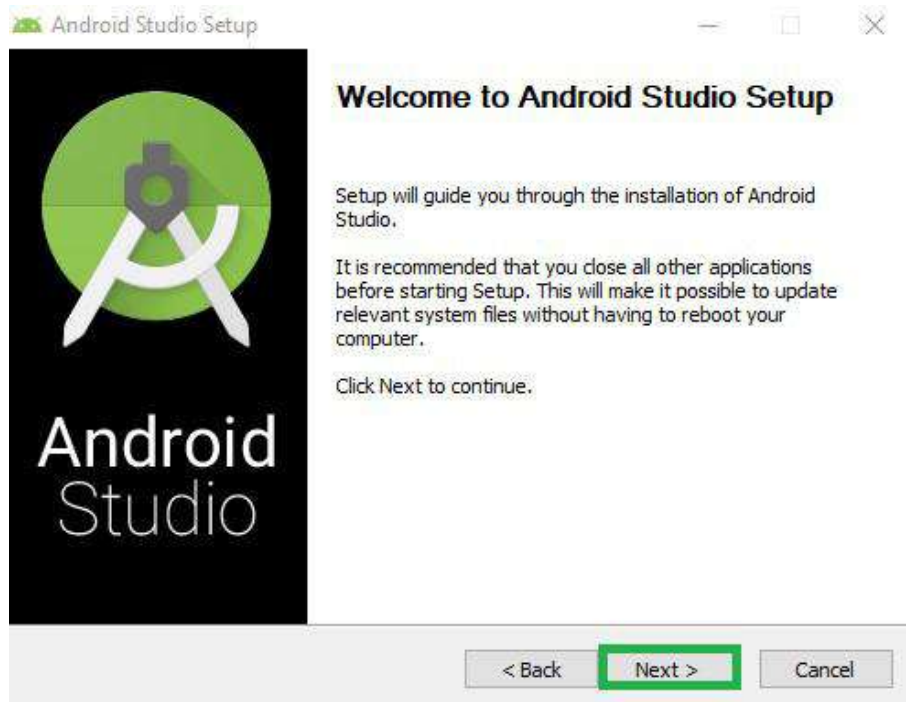 Android Studio Setup
Welcome to Android Studio Setup
Setup will guide you through the installation of Android
Studio.
It is recommended that you close all other applications
before starting Setup. This will make it possible to update
relevant system files without having to reboot your
computer.
Click Next to continue.
Android
Studio
< Back
Next >
Cancel